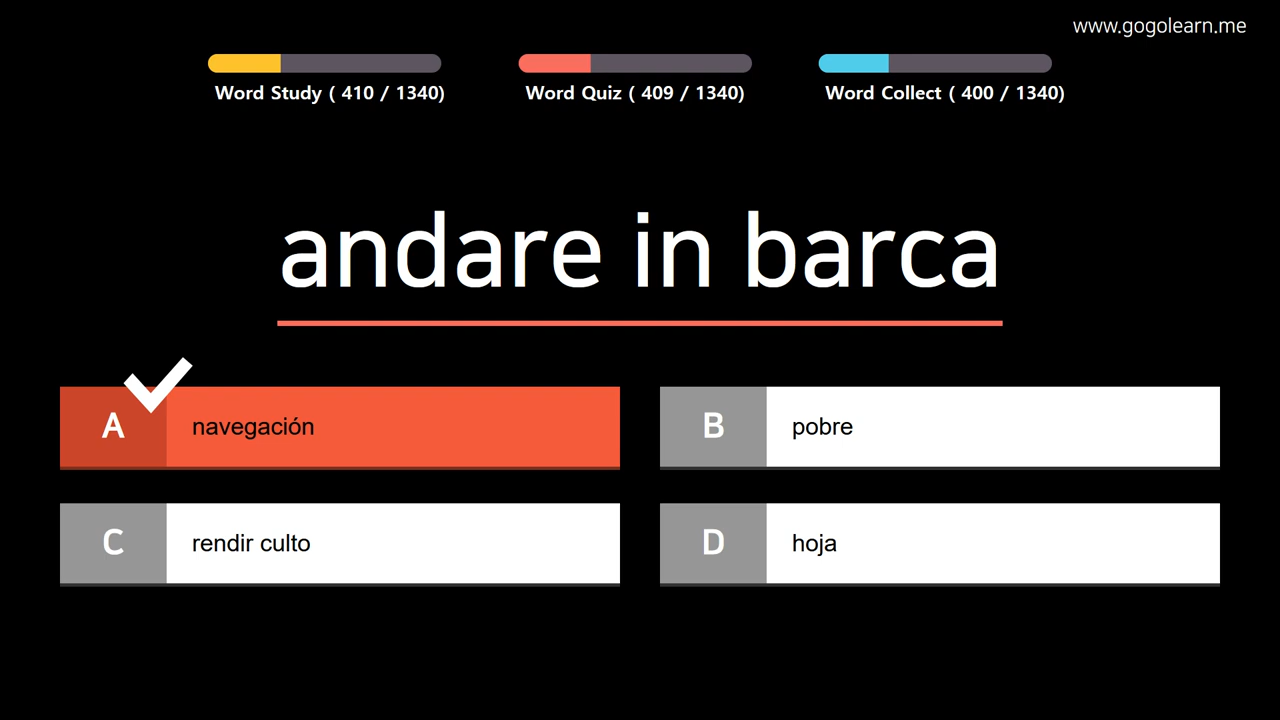 www.gogolearn.me
Word Study ( 410 / 1340)
Word Quiz ( 409 / 1340)
Word Collect ( 400 / 1340)
andare in barca
A navegación
B pobre
C rendir culto
D hoja